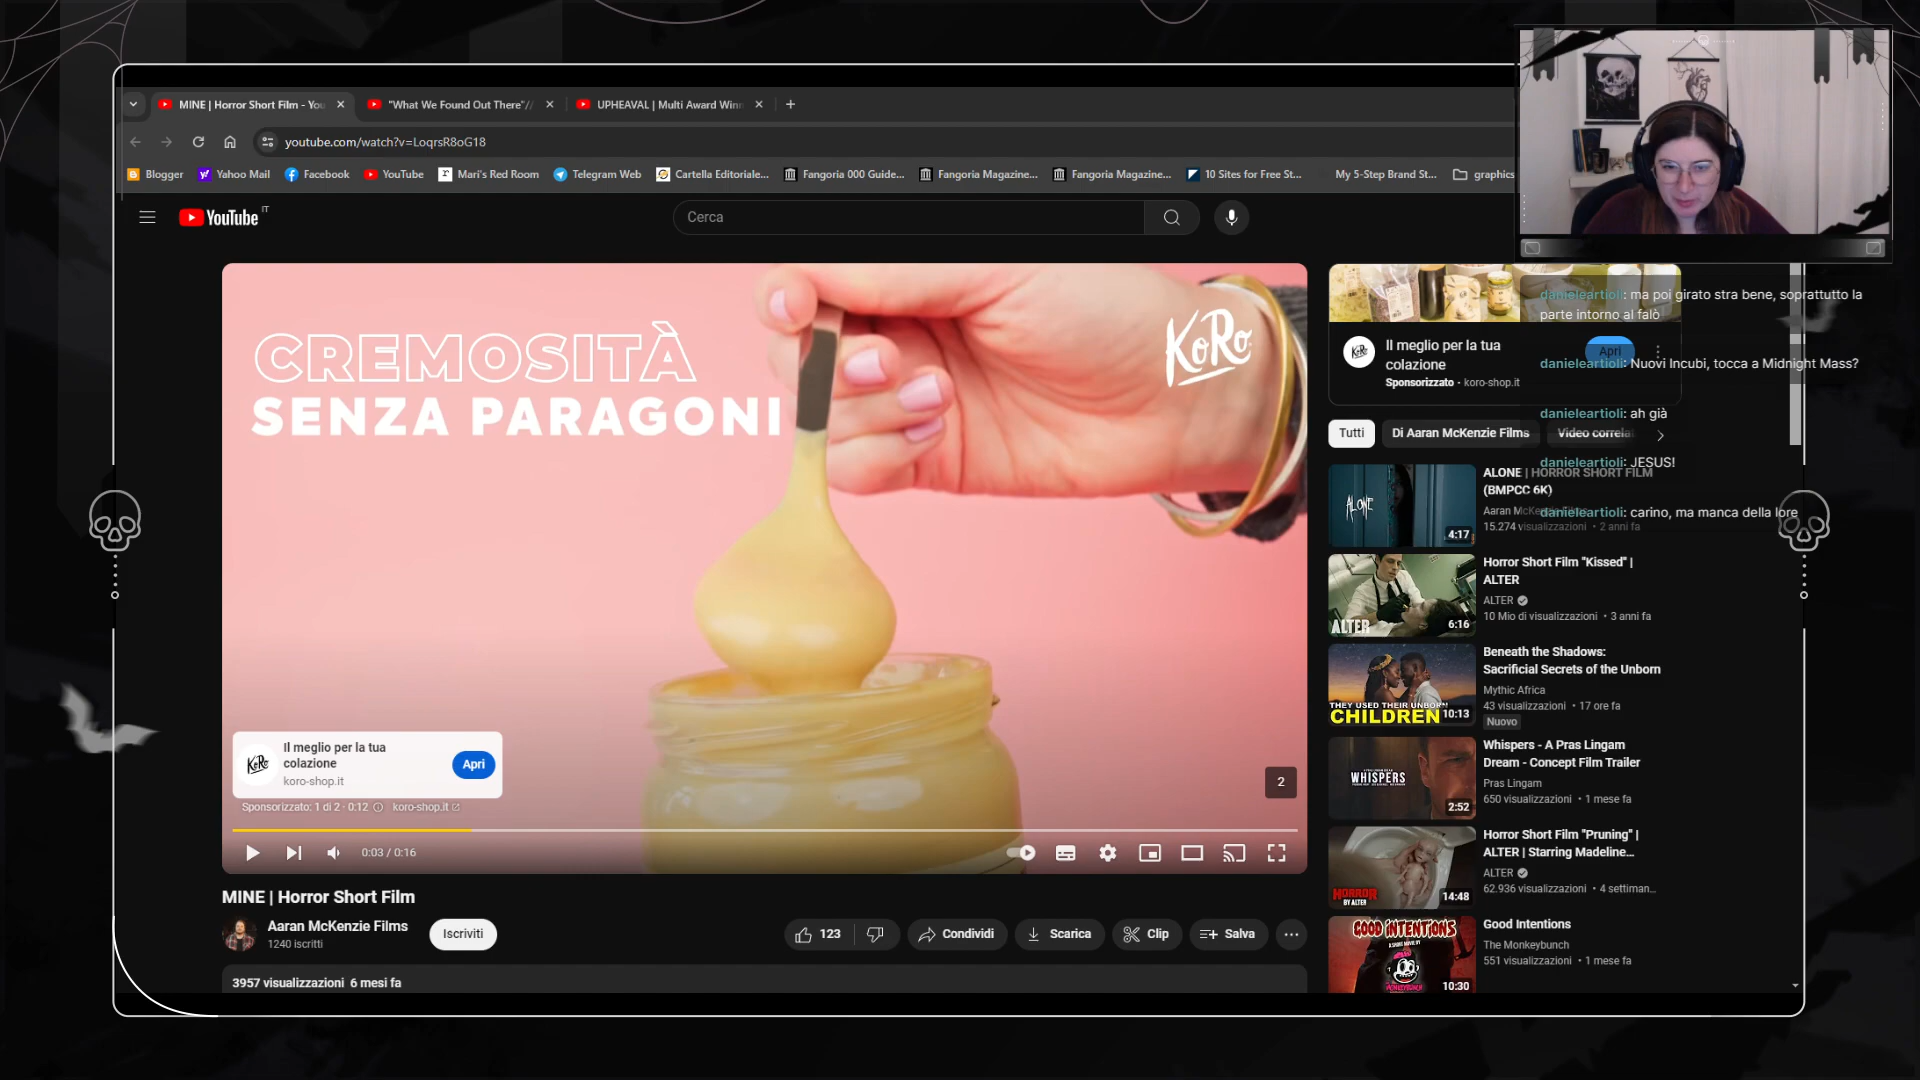 MINE | Horror Short Film - You
"What We Found Out There"//
UPHEAVAL | Multi Award Winn
youtube.com/watch?v=LoqrsR8oG18
Blogger
Yahoo Mail
Facebook
YouTube
Mari's Red Room
Telegram Web
Cartella Editoriale...
Fangoria 000 Guide...
Fangoria Magazine...
Fangoria Magazine...
10 Sites for Free St...
My 5-Step Brand St...
graphics
YouTube IT
Cerca
CREMOSITÀ
SENZA PARAGONI
KoRo
Il meglio per la tua
colazione
koro-shop.it
Apri
Sponsorizzato: 1 di 2 · 0:12
koro-shop.it
2
0:03 / 0:16
MINE | Horror Short Film
Aaran McKenzie Films
1240 iscritti
Iscriviti
123
Condividi
Scarica
Clip
Salva
3957 visualizzazioni 6 mesi fa
Il meglio per la tua
colazione
Sponsorizzato · koro-shop.it
Apri
Tutti
Di Aaran McKenzie Films
Video correlati
danieleartioli: ma poi girato stra bene, soprattutto la
parte intorno al falò
danieleartioli: Nuovi Incubi, tocca a Midnight Mass?
danieleartioli: ah già
danieleartioli: JESUS!
danieleartioli: carino, ma manca della lore
ALONE
4:17
ALONE | HORROR SHORT FILM
(BMPCC 6K)
15.274 visualizzazioni • 2 anni fa
ALTER
6:16
Horror Short Film "Kissed" |
ALTER
ALTER
10 Mio di visualizzazioni • 3 anni fa
THEY USED THEIR UNBORN
CHILDREN
10:13
Beneath the Shadows:
Sacrificial Secrets of the Unborn
Mythic Africa
43 visualizzazioni • 17 ore fa
Nuovo
WHISPERS
2:52
Whispers - A Pras Lingam
Dream - Concept Film Trailer
Pras Lingam
650 visualizzazioni • 1 mese fa
HORROR
BY ALTER
14:48
Horror Short Film "Pruning" |
ALTER | Starring Madeline...
ALTER
62.936 visualizzazioni • 4 settiman...
GOOD INTENTIONS
10:30
Good Intentions
The Monkeybunch
551 visualizzazioni • 1 mese fa